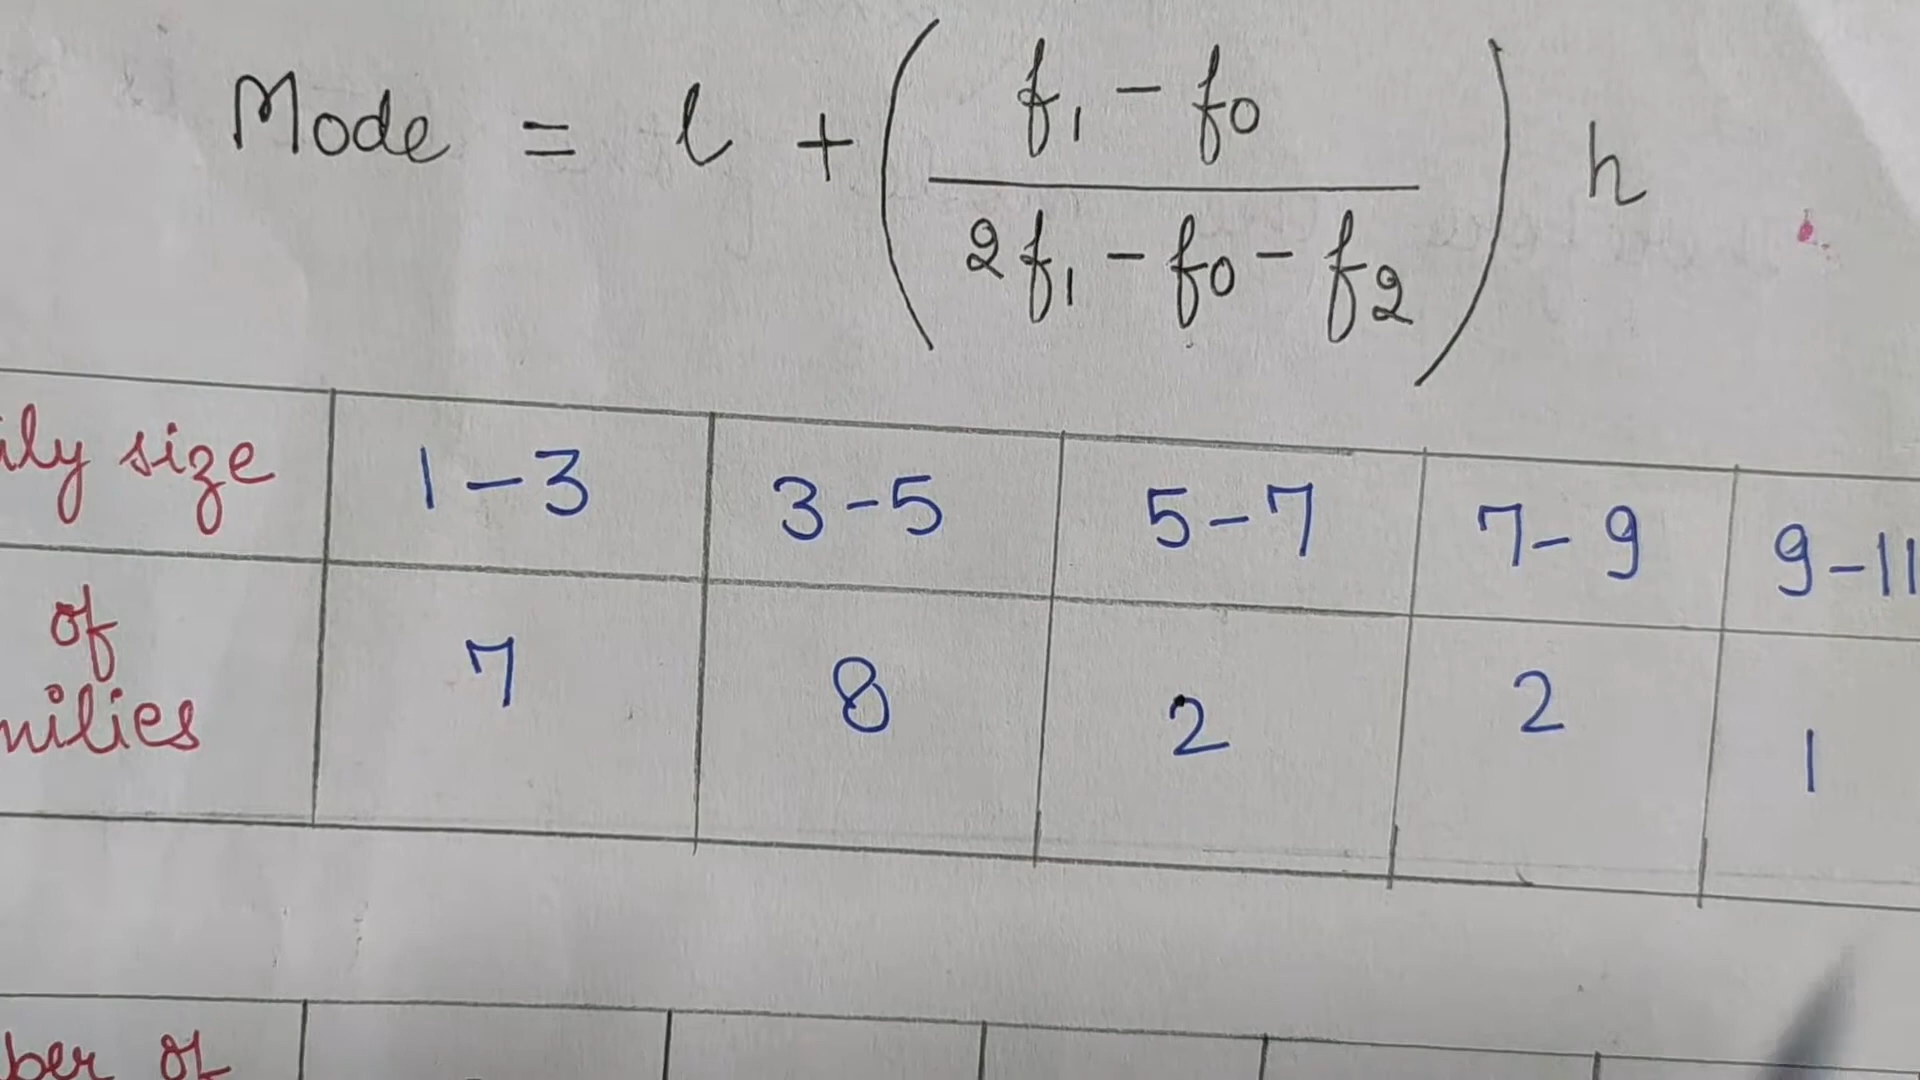 Mode = l + ( f₁ - f₀ / 2f₁ - f₀ - f₂ ) h
ily size 1-3 3-5 5-7 7-9 9-11
of
milies 7 8 2 2 1
ber of